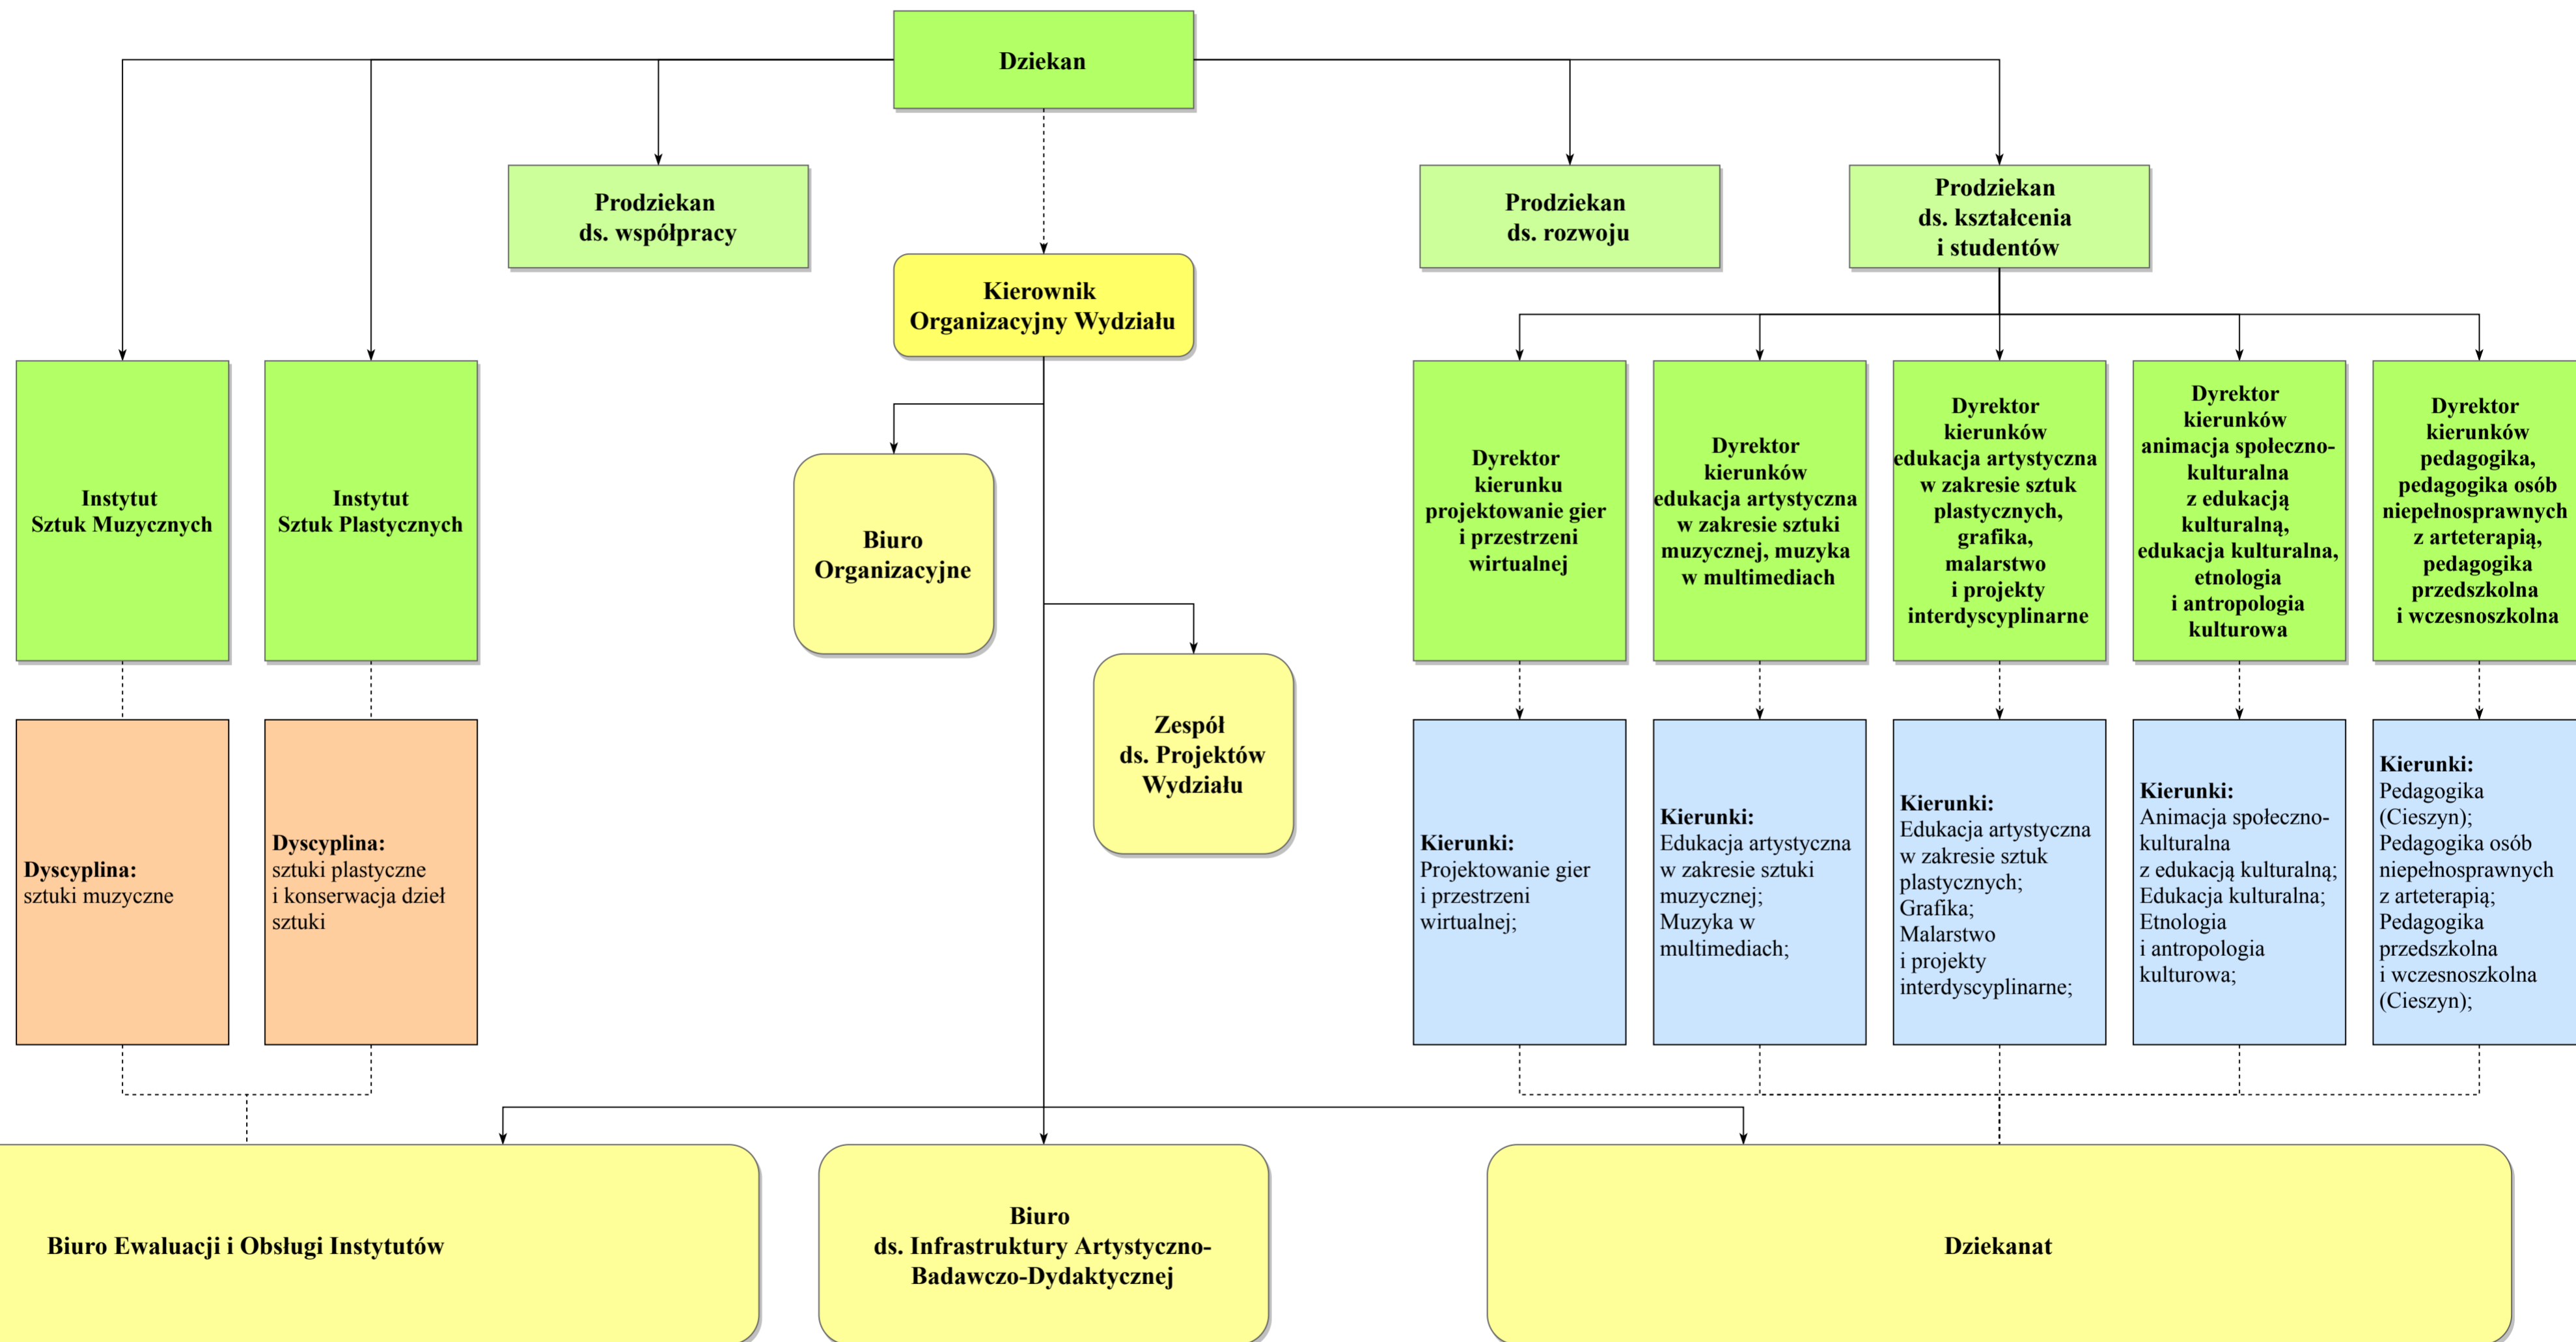 Dziekan
Prodziekan
ds. współpracy
Prodziekan
ds. rozwoju
Prodziekan
ds. kształcenia
i studentów
Kierownik
Organizacyjny Wydziału
Instytut
Sztuk Muzycznych
Instytut
Sztuk Plastycznych
Biuro
Organizacyjne
Zespół
ds. Projektów
Wydziału
Dyrektor
kierunku
projektowanie gier
i przestrzeni
wirtualnej
Dyrektor
kierunków
edukacja artystyczna
w zakresie sztuki
muzycznej, muzyka
w multimediach
Dyrektor
kierunków
edukacja artystyczna
w zakresie sztuk
plastycznych,
grafika,
malarstwo
i projekty
interdyscyplinarne
Dyrektor
kierunków
animacja społeczno-
kulturalna
z edukacją
kulturalną,
edukacja kulturalna,
etnologia
i antropologia
kulturowa
Dyrektor
kierunków
pedagogika,
pedagogika osób
niepełnosprawnych
z arteterapią,
pedagogika
przedszkolna
i wczesnoszkolna
Dyscyplina:
sztuki muzyczne
Dyscyplina:
sztuki plastyczne
i konserwacja dzieł
sztuki
Kierunki:
Projektowanie gier
i przestrzeni
wirtualnej;
Kierunki:
Edukacja artystyczna
w zakresie sztuki
muzycznej;
Muzyka w
multimediach;
Kierunki:
Edukacja artystyczna
w zakresie sztuk
plastycznych;
Grafika;
Malarstwo
i projekty
interdyscyplinarne;
Kierunki:
Animacja społeczno-
kulturalna
z edukacją kulturalną;
Edukacja kulturalna;
Etnologia
i antropologia
kulturowa;
Kierunki:
Pedagogika
(Cieszyn);
Pedagogika osób
niepełnosprawnych
z arteterapią;
Pedagogika
przedszkolna
i wczesnoszkolna
(Cieszyn);
Biuro Ewaluacji i Obsługi Instytutów
Biuro
ds. Infrastruktury Artystyczno-
Badawczo-Dydaktycznej
Dziekanat